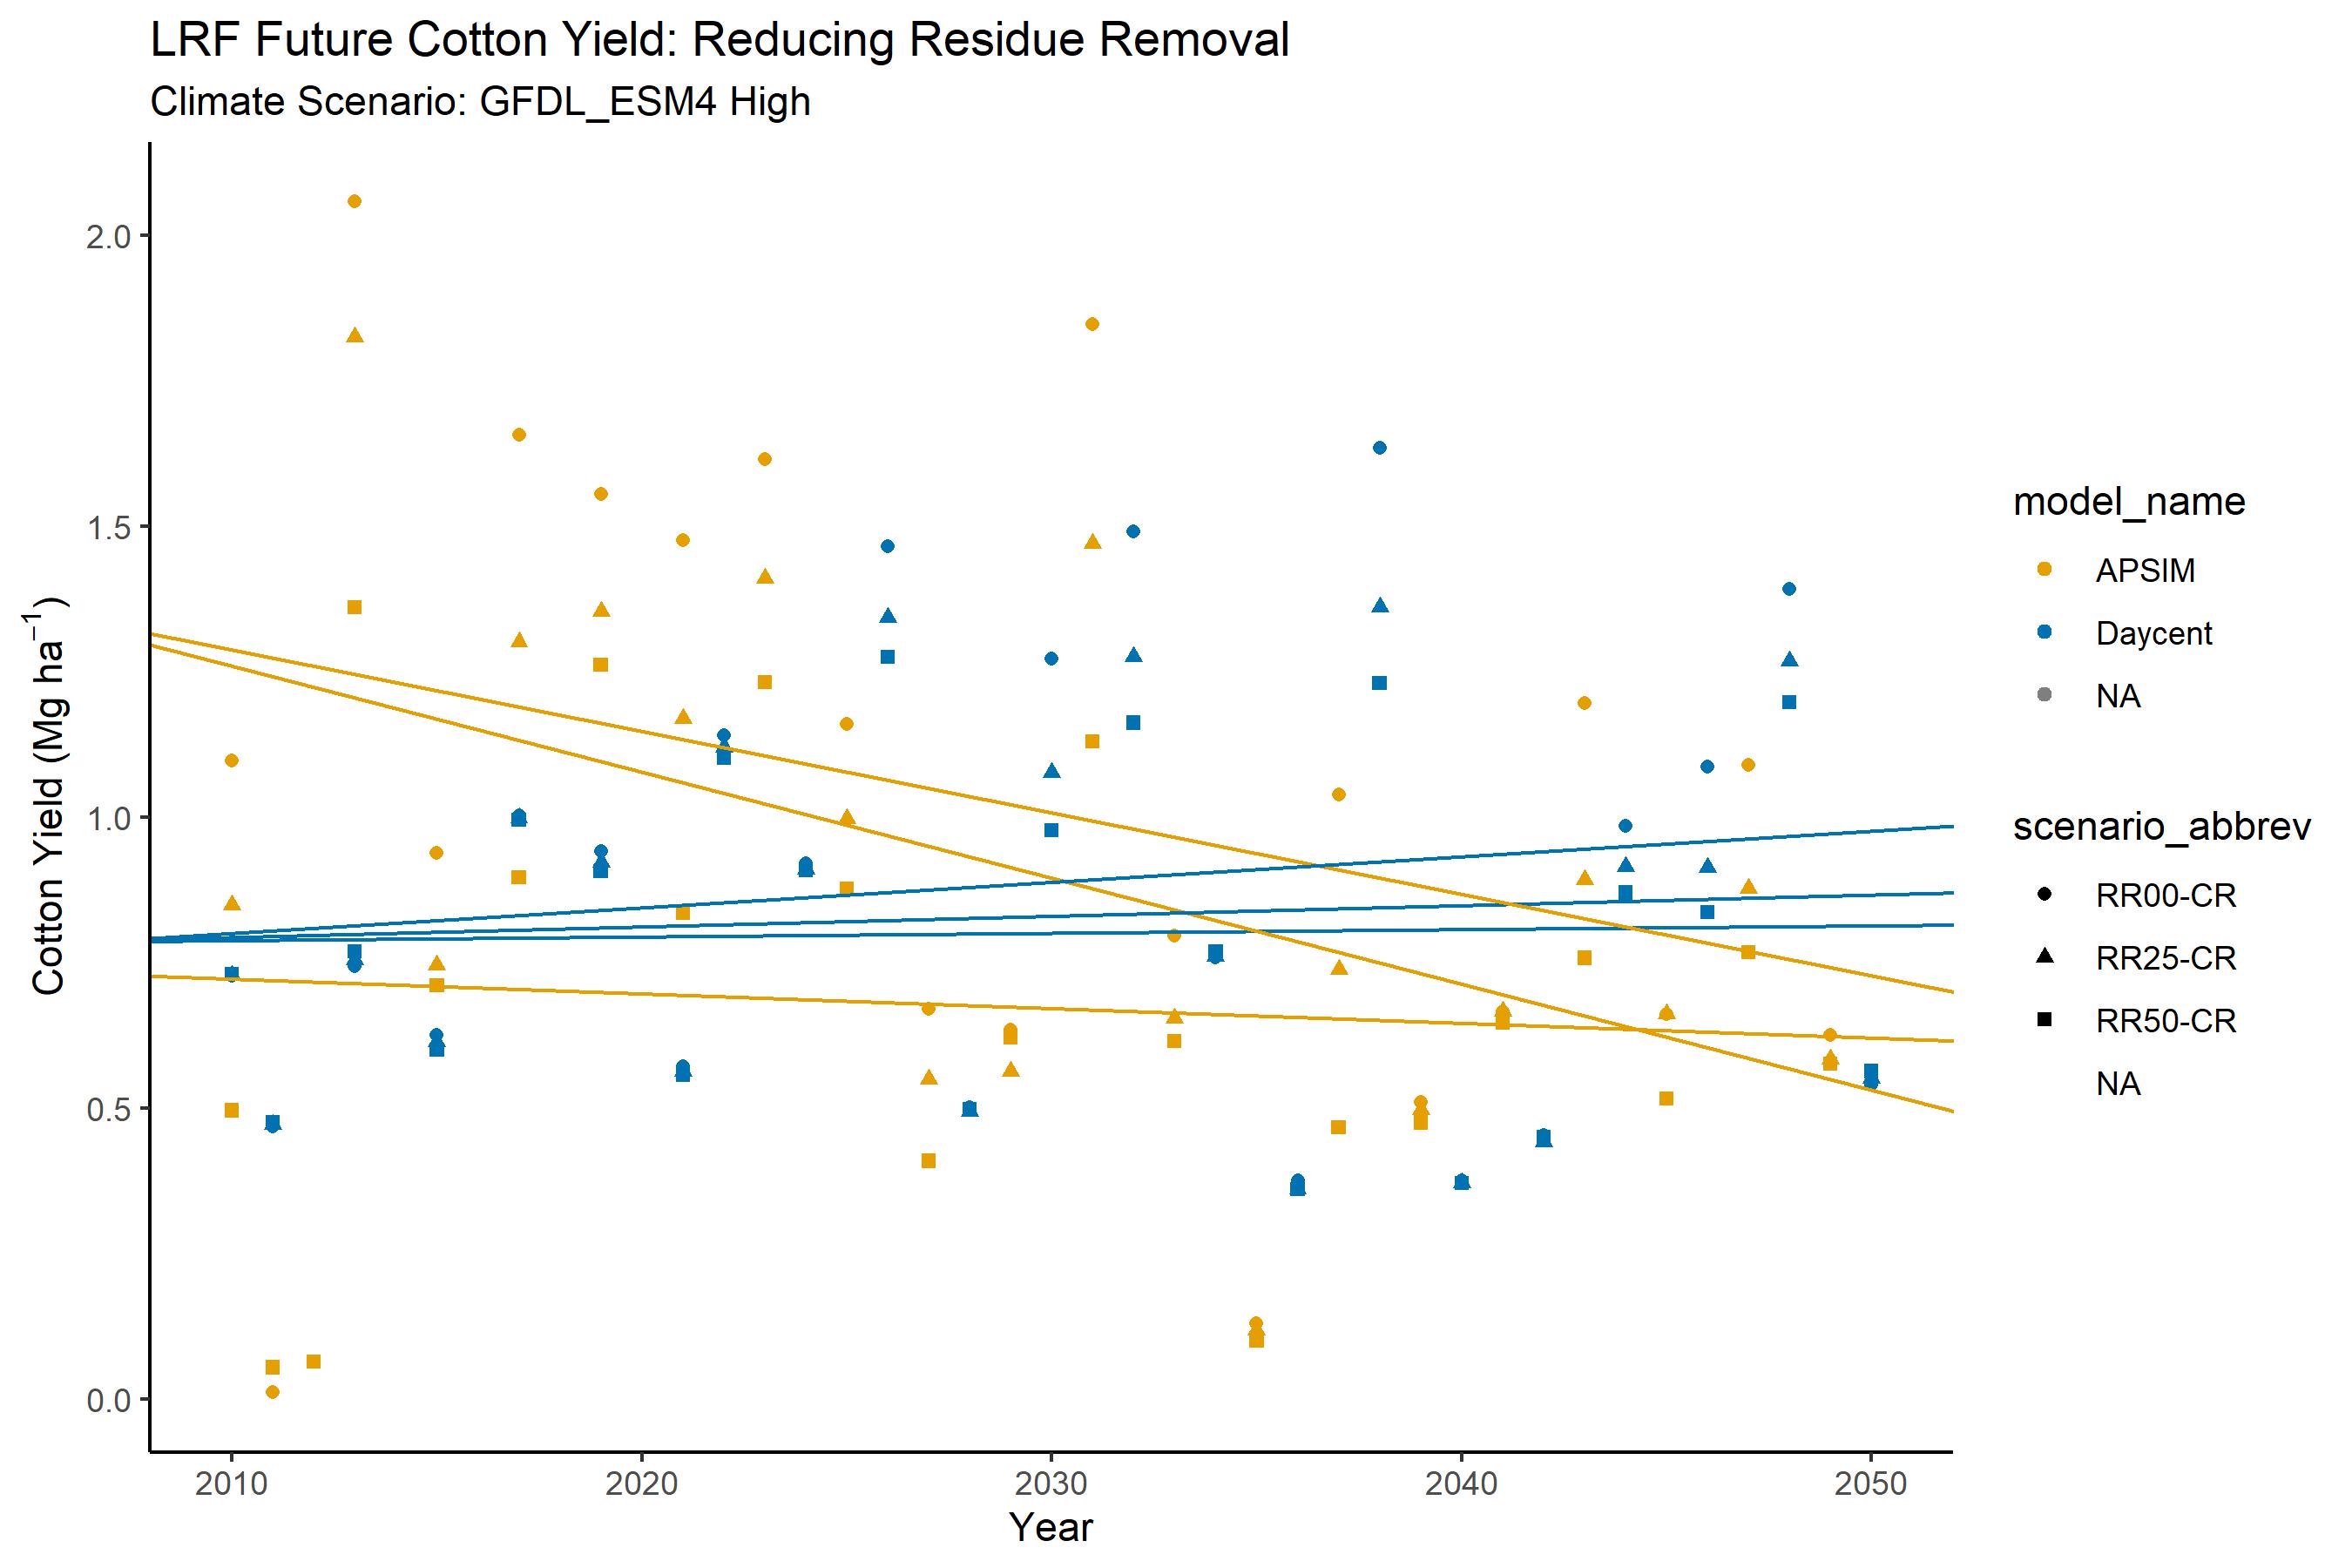 LRF Future Cotton Yield: Reducing Residue Removal
Climate Scenario: GFDL_ESM4 High
Cotton Yield (Mg ha−1)
2.0
1.5
1.0
0.5
0.0
2010
2020
2030
2040
2050
Year
model_name
APSIM
Daycent
NA
scenario_abbrev
RR00-CR
RR25-CR
RR50-CR
NA